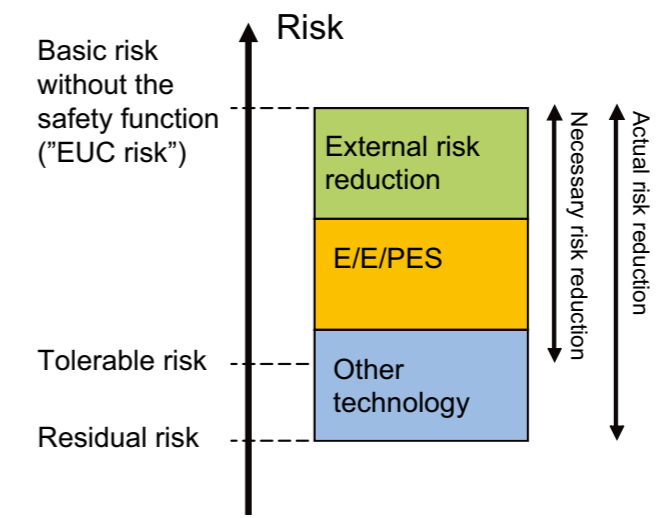 Risk
Basic risk
without the
safety function
(”EUC risk”)
External risk
reduction
E/E/PES
Other
technology
Tolerable risk
Residual risk
Necessary risk reduction
Actual risk reduction